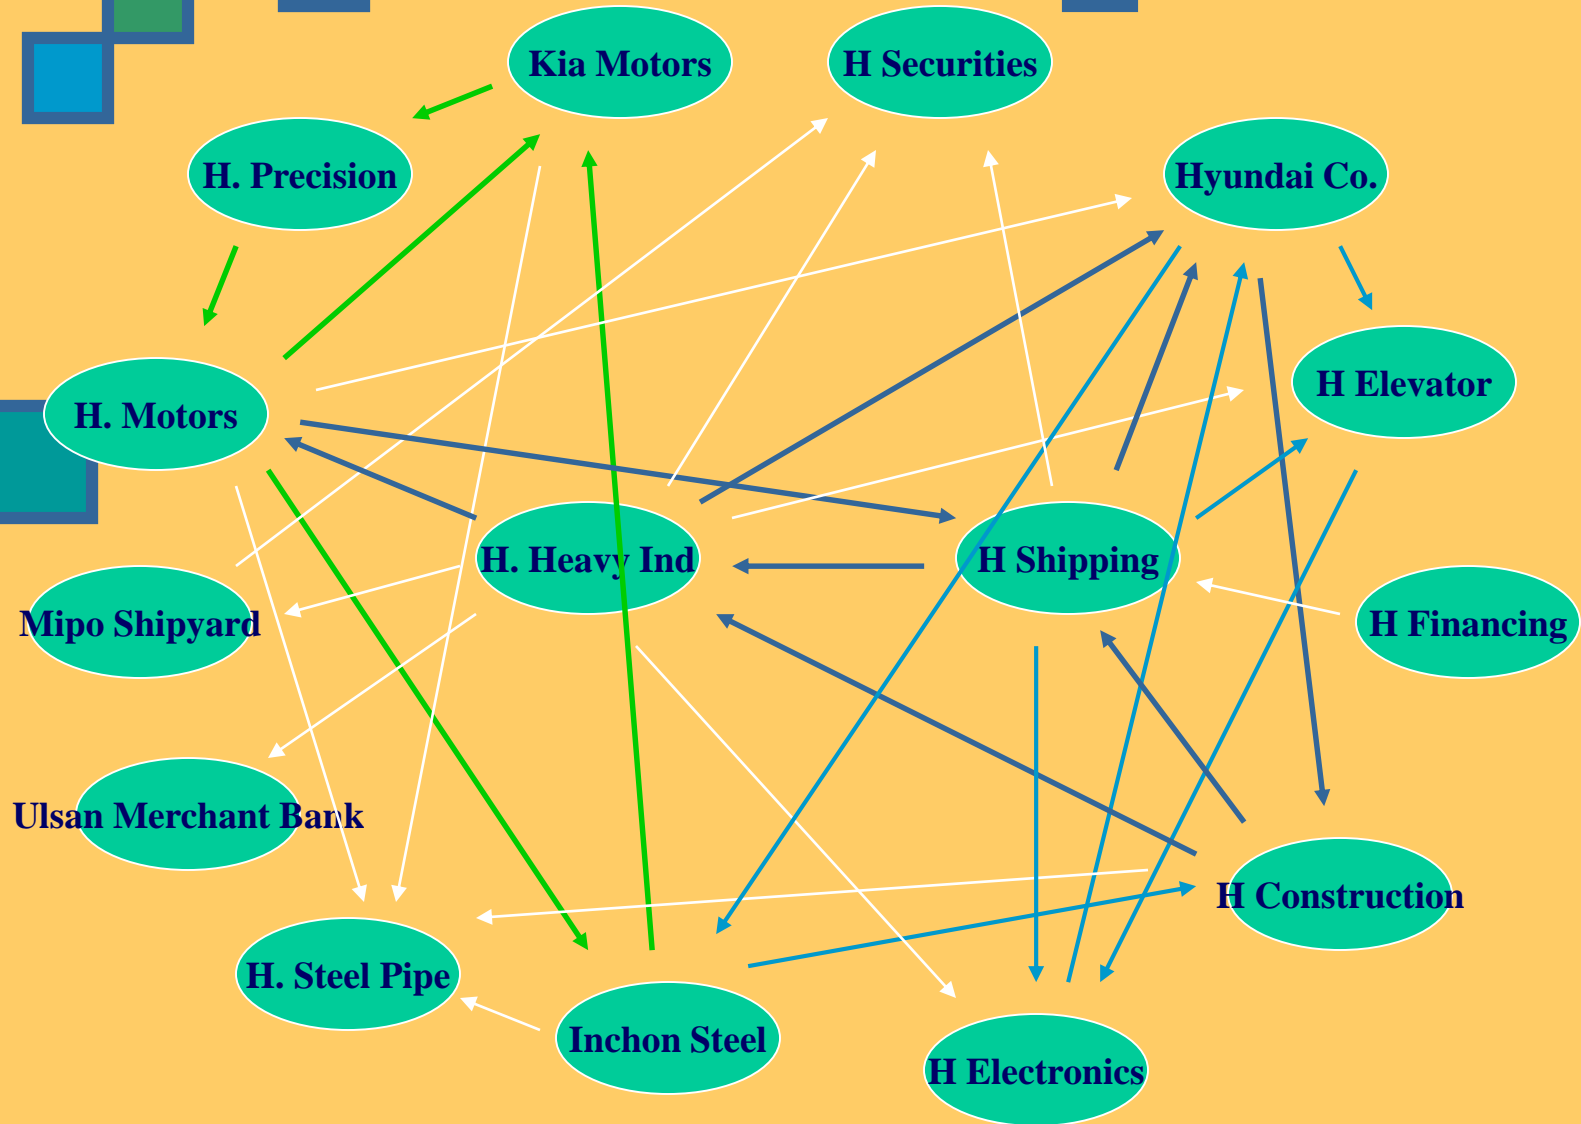 Kia Motors
H Securities
H. Precision
Hyundai Co.
H Elevator
H. Motors
H. Heavy Ind
H Shipping
Mipo Shipyard
H Financing
Ulsan Merchant Bank
H Construction
H. Steel Pipe
Inchon Steel
H Electronics